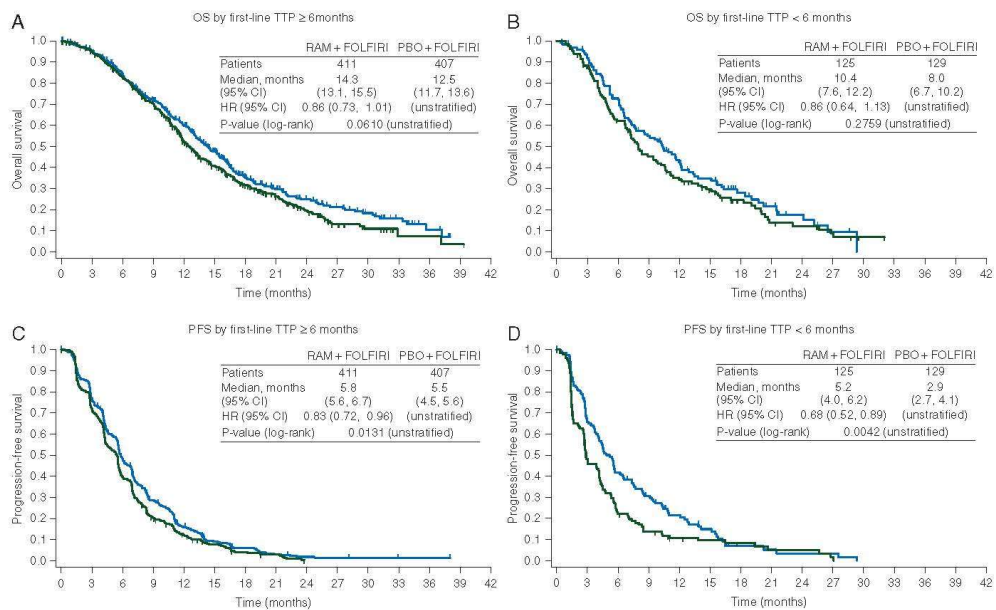 A
OS by first-line TTP ≥ 6months
RAM + FOLFIRI PBO + FOLFIRI
Patients 411 407
Median, months 14.3 12.5
(95% CI) (13.1, 15.5) (11.7, 13.6)
HR (95% CI) 0.86 (0.73, 1.01) (unstratified)
P-value (log-rank) 0.0610 (unstratified)
Overall survival
1.0
0.9
0.8
0.7
0.6
0.5
0.4
0.3
0.2
0.1
0.0
0 3 6 9 12 15 18 21 24 27 30 33 36 39 42
Time (months)
B
OS by first-line TTP < 6 months
RAM + FOLFIRI PBO + FOLFIRI
Patients 125 129
Median, months 10.4 8.0
(95% CI) (7.6, 12.2) (6.7, 10.2)
HR (95% CI) 0.86 (0.64, 1.13) (unstratified)
P-value (log-rank) 0.2759 (unstratified)
Overall survival
1.0
0.9
0.8
0.7
0.6
0.5
0.4
0.3
0.2
0.1
0.0
0 3 6 9 12 15 18 21 24 27 30 33 36 39 42
Time (months)
C
PFS by first-line TTP ≥ 6 months
RAM + FOLFIRI PBO + FOLFIRI
Patients 411 407
Median, months 5.8 5.5
(95% CI) (5.6, 6.7) (4.5, 5.6)
HR (95% CI) 0.83 (0.72, 0.96) (unstratified)
P-value (log-rank) 0.0131 (unstratified)
Progression-free survival
1.0
0.9
0.8
0.7
0.6
0.5
0.4
0.3
0.2
0.1
0.0
0 3 6 9 12 15 18 21 24 27 30 33 36 39 42
Time (months)
D
PFS by first-line TTP < 6 months
RAM + FOLFIRI PBO + FOLFIRI
Patients 125 129
Median, months 5.2 2.9
(95% CI) (4.0, 6.2) (2.7, 4.1)
HR (95% CI) 0.68 (0.52, 0.89) (unstratified)
P-value (log-rank) 0.0042 (unstratified)
Progression-free survival
1.0
0.9
0.8
0.7
0.6
0.5
0.4
0.3
0.2
0.1
0.0
0 3 6 9 12 15 18 21 24 27 30 33 36 39 42
Time (months)